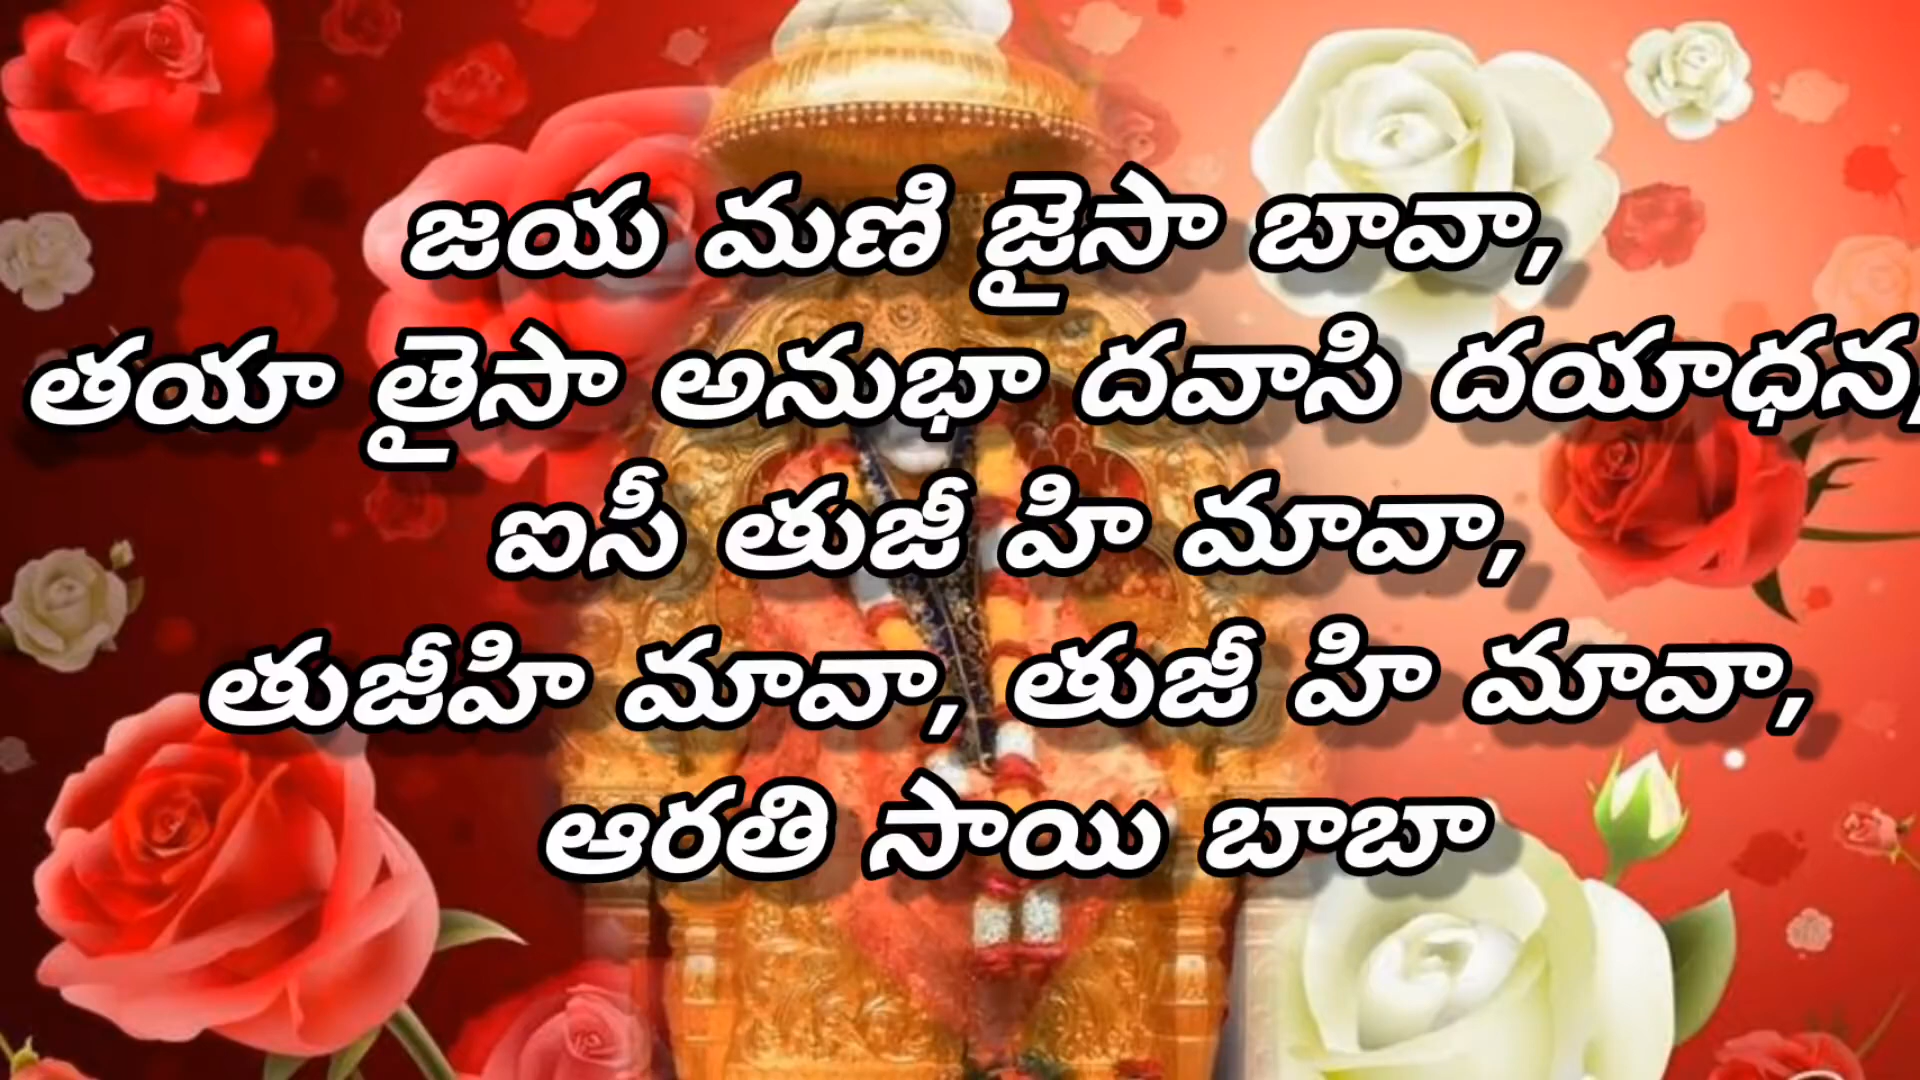 జయ మణి జైసా బావా,
తయా తైసా అనుభా దవాసి దయాధన,
ఐసీ తుజీ హి మావా,
తుజీహి మావా, తుజీ హి మావా,
ఆరతి సాయి బాబా